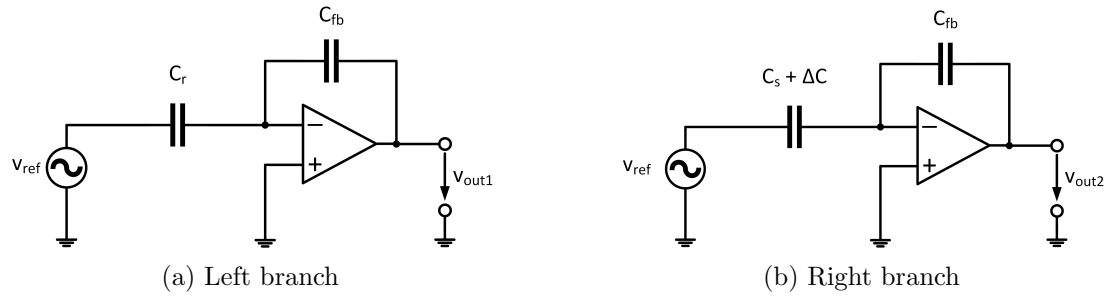 C_fb
C_r
v_ref
−
+
v_out1
(a) Left branch
C_fb
C_s + ΔC
v_ref
−
+
v_out2
(b) Right branch